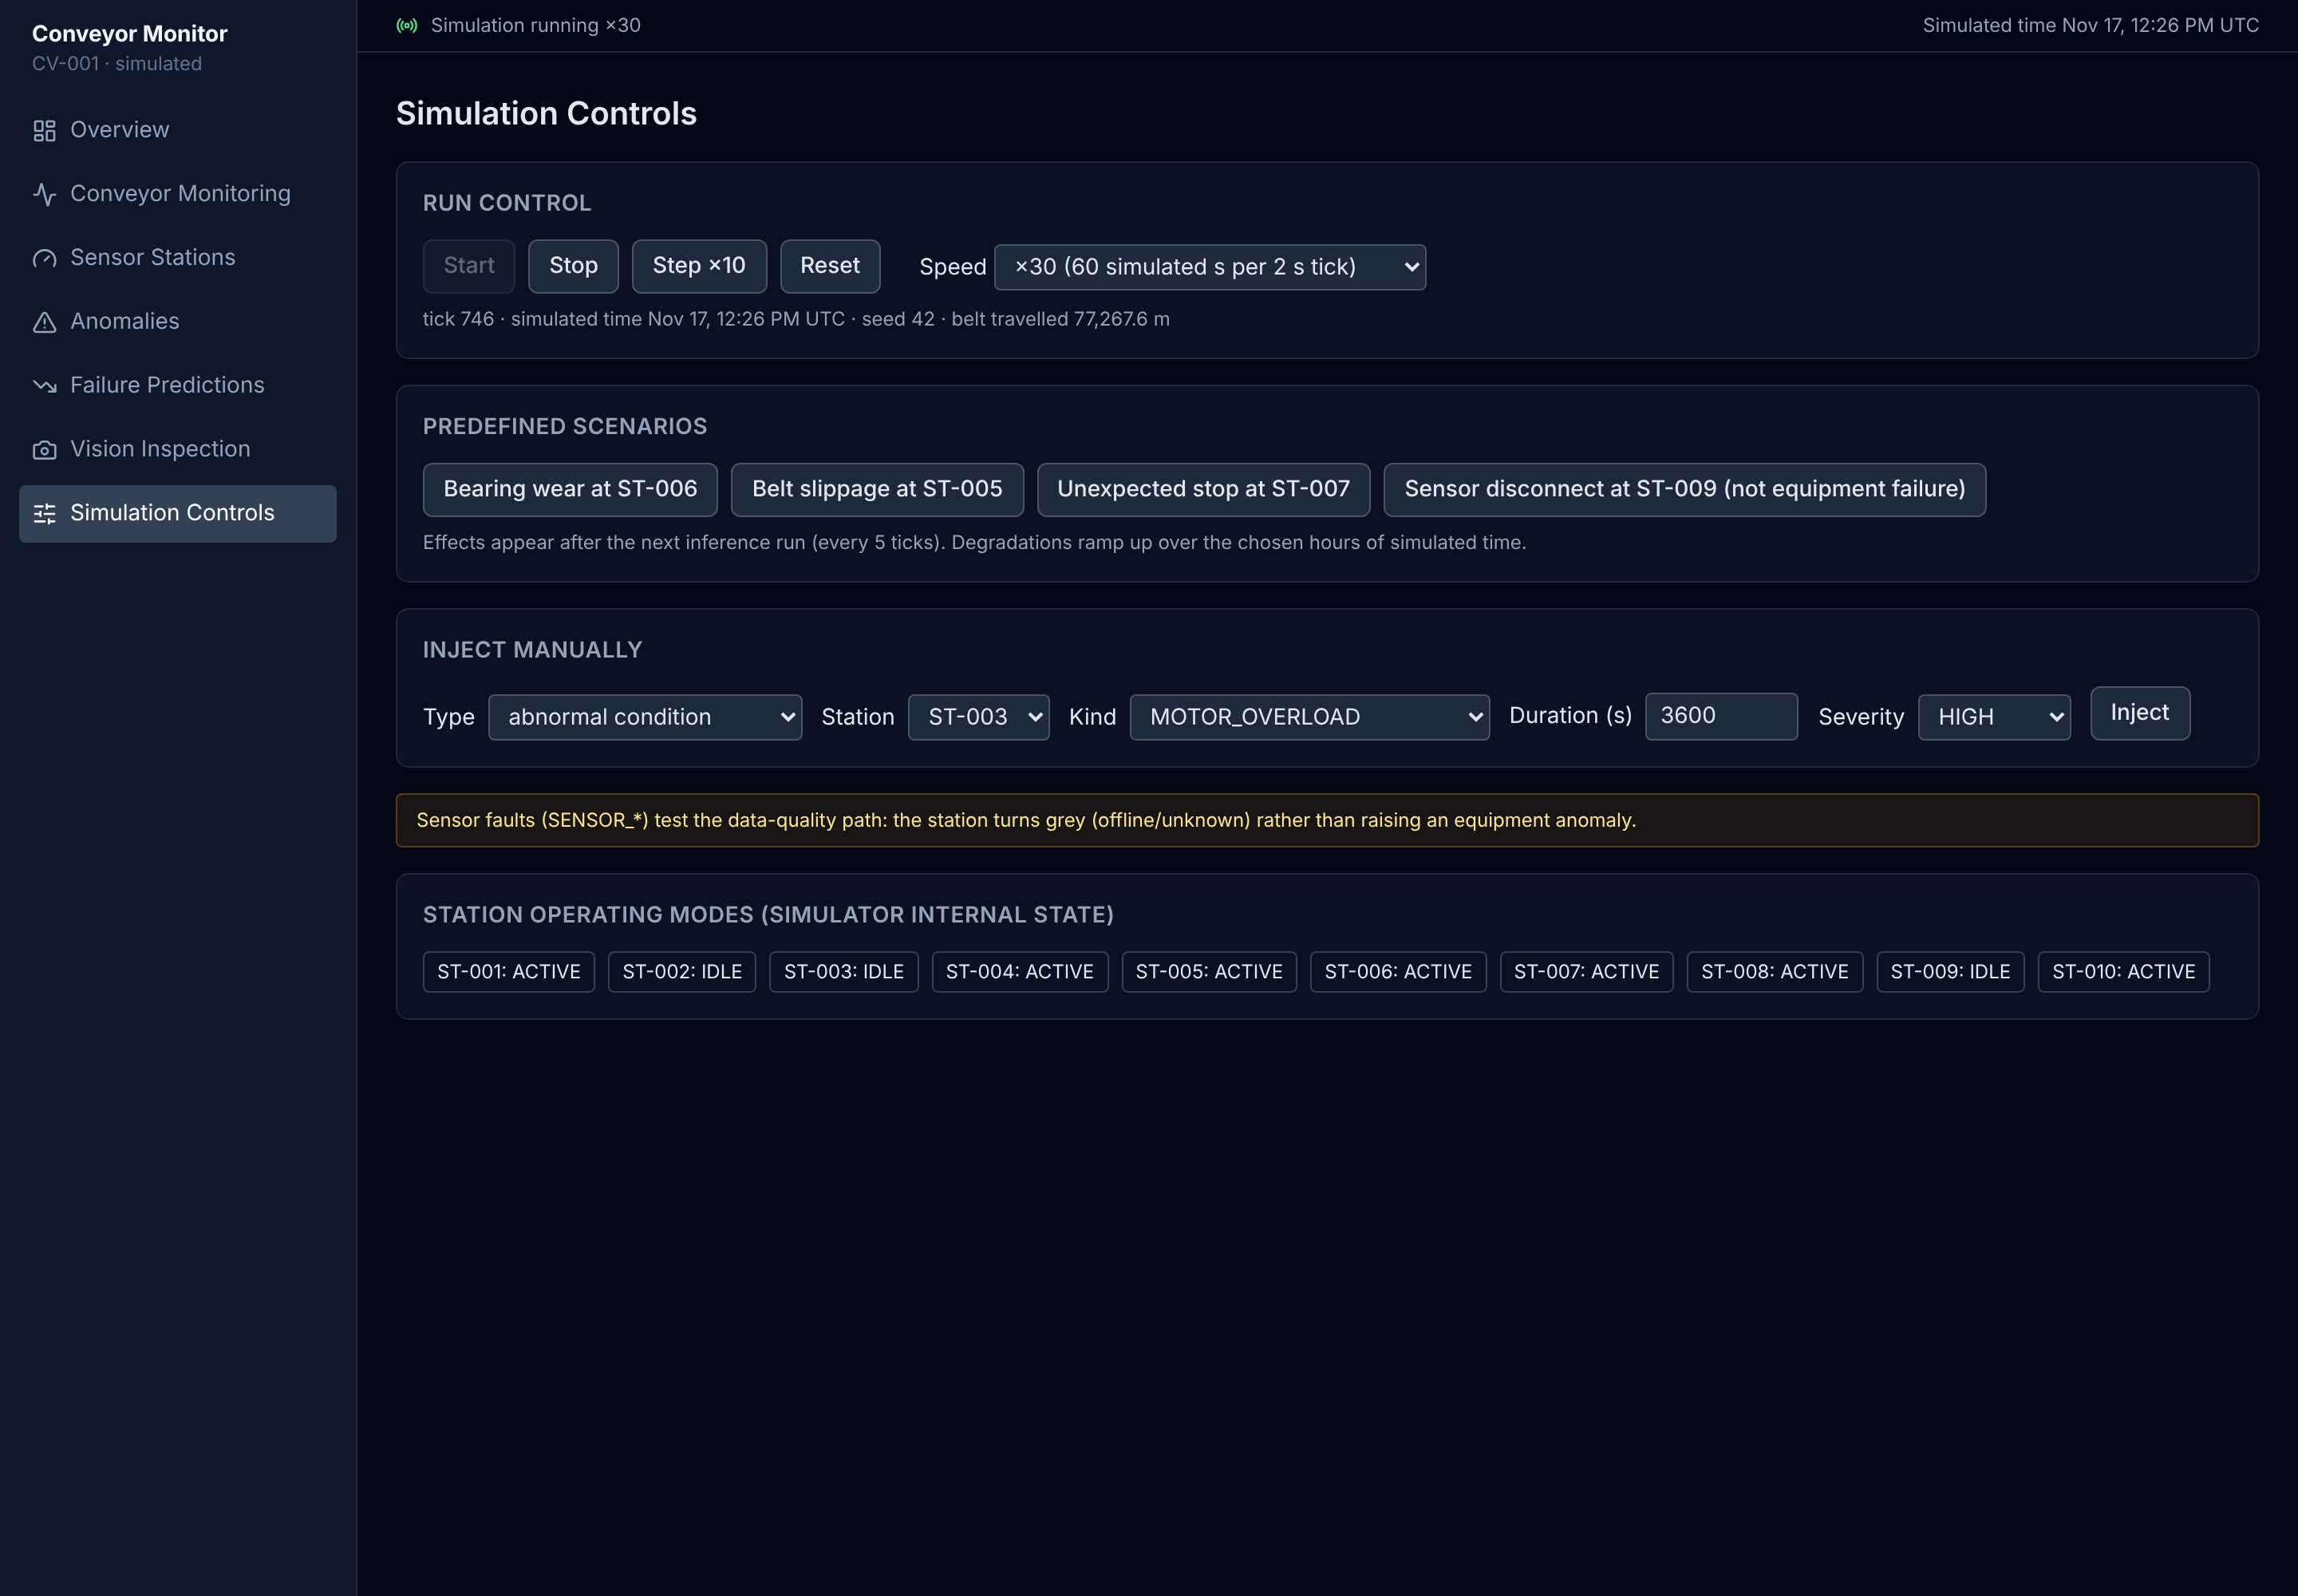 Conveyor Monitor
CV-001 · simulated
Overview
Conveyor Monitoring
Sensor Stations
Anomalies
Failure Predictions
Vision Inspection
Simulation Controls
Simulation running ×30
Simulated time Nov 17, 12:26 PM UTC
Simulation Controls
RUN CONTROL
Start Stop Step ×10 Reset Speed ×30 (60 simulated s per 2 s tick)
tick 746 · simulated time Nov 17, 12:26 PM UTC · seed 42 · belt travelled 77,267.6 m
PREDEFINED SCENARIOS
Bearing wear at ST-006 Belt slippage at ST-005 Unexpected stop at ST-007 Sensor disconnect at ST-009 (not equipment failure)
Effects appear after the next inference run (every 5 ticks). Degradations ramp up over the chosen hours of simulated time.
INJECT MANUALLY
Type abnormal condition Station ST-003 Kind MOTOR_OVERLOAD Duration (s) 3600 Severity HIGH Inject
Sensor faults (SENSOR_*) test the data-quality path: the station turns grey (offline/unknown) rather than raising an equipment anomaly.
STATION OPERATING MODES (SIMULATOR INTERNAL STATE)
ST-001: ACTIVE ST-002: IDLE ST-003: IDLE ST-004: ACTIVE ST-005: ACTIVE ST-006: ACTIVE ST-007: ACTIVE ST-008: ACTIVE ST-009: IDLE ST-010: ACTIVE